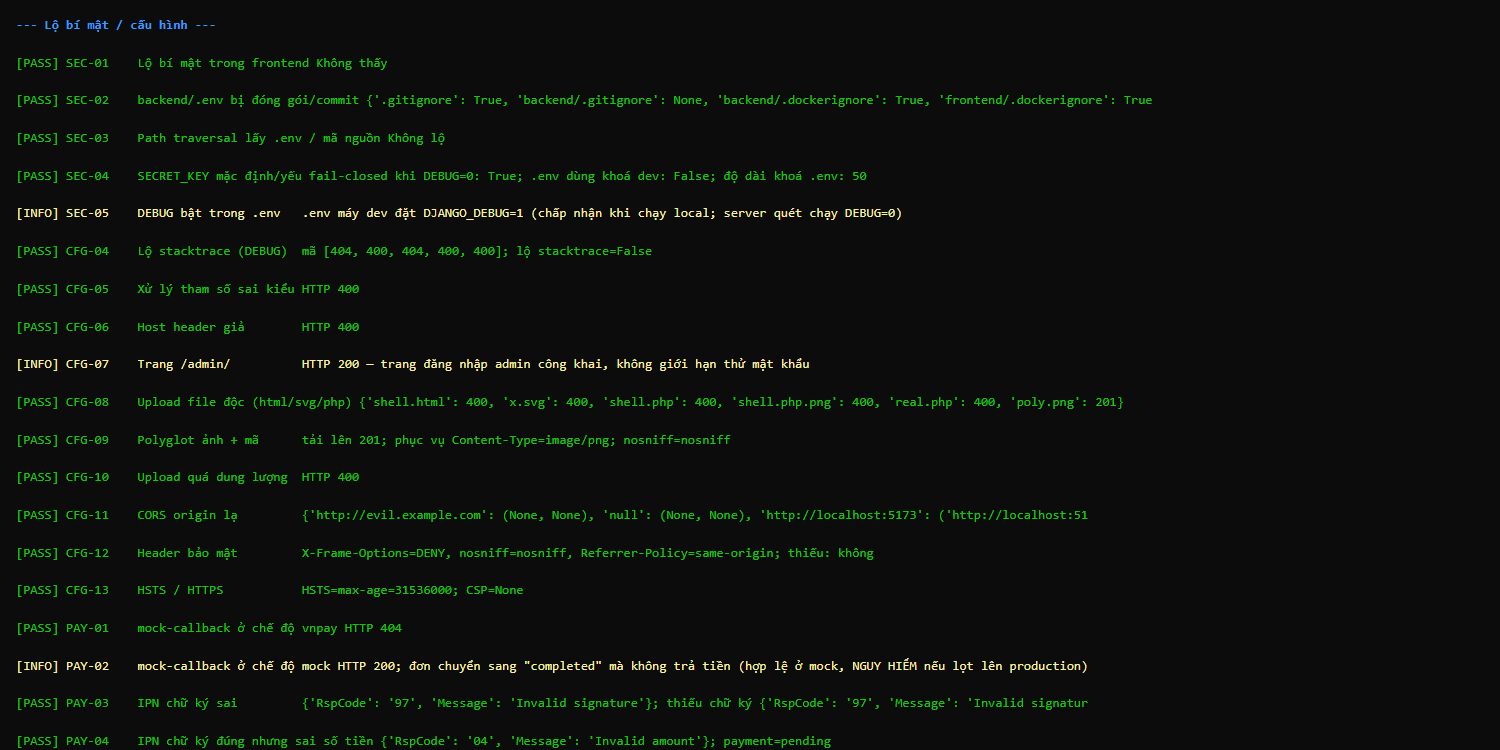 --- Lộ bí mật / cấu hình ---
[PASS] SEC-01 Lộ bí mật trong frontend Không thấy
[PASS] SEC-02 backend/.env bị đóng gói/commit {'.gitignore': True, 'backend/.gitignore': None, 'backend/.dockerignore': True, 'frontend/.dockerignore': True
[PASS] SEC-03 Path traversal lấy .env / mã nguồn Không lộ
[PASS] SEC-04 SECRET_KEY mặc định/yếu fail-closed khi DEBUG=0: True; .env dùng khoá dev: False; độ dài khoá .env: 50
[INFO] SEC-05 DEBUG bật trong .env .env máy dev đặt DJANGO_DEBUG=1 (chấp nhận khi chạy local; server quét chạy DEBUG=0)
[PASS] CFG-04 Lộ stacktrace (DEBUG) mã [404, 400, 404, 400, 400]; lộ stacktrace=False
[PASS] CFG-05 Xử lý tham số sai kiểu HTTP 400
[PASS] CFG-06 Host header giả HTTP 400
[INFO] CFG-07 Trang /admin/ HTTP 200 — trang đăng nhập admin công khai, không giới hạn thử mật khẩu
[PASS] CFG-08 Upload file độc (html/svg/php) {'shell.html': 400, 'x.svg': 400, 'shell.php': 400, 'shell.php.png': 400, 'real.php': 400, 'poly.png': 201}
[PASS] CFG-09 Polyglot ảnh + mã tải lên 201; phục vụ Content-Type=image/png; nosniff=nosniff
[PASS] CFG-10 Upload quá dung lượng HTTP 400
[PASS] CFG-11 CORS origin lạ {'http://evil.example.com': (None, None), 'null': (None, None), 'http://localhost:5173': ('http://localhost:51
[PASS] CFG-12 Header bảo mật X-Frame-Options=DENY, nosniff=nosniff, Referrer-Policy=same-origin; thiếu: không
[PASS] CFG-13 HSTS / HTTPS HSTS=max-age=31536000; CSP=None
[PASS] PAY-01 mock-callback ở chế độ vnpay HTTP 404
[INFO] PAY-02 mock-callback ở chế độ mock HTTP 200; đơn chuyển sang "completed" mà không trả tiền (hợp lệ ở mock, NGUY HIỂM nếu lọt lên production)
[PASS] PAY-03 IPN chữ ký sai {'RspCode': '97', 'Message': 'Invalid signature'}; thiếu chữ ký {'RspCode': '97', 'Message': 'Invalid signatur
[PASS] PAY-04 IPN chữ ký đúng nhưng sai số tiền {'RspCode': '04', 'Message': 'Invalid amount'}; payment=pending